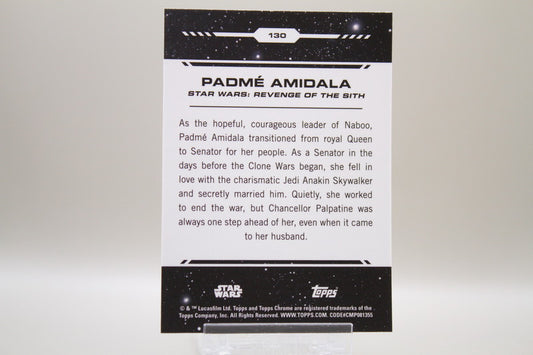 130
PADMÉ AMIDALA
STAR WARS: REVENGE OF THE SITH
As the hopeful, courageous leader of Naboo,
Padmé Amidala transitioned from royal Queen
to Senator for her people. As a Senator in the
days before the Clone Wars began, she fell in
love with the charismatic Jedi Anakin Skywalker
and secretly married him. Quietly, she worked
to end the war, but Chancellor Palpatine was
always one step ahead of her, even when it came
to her husband.
STAR
WARS
Topps
© & ™ Lucasfilm Ltd. Topps and Topps Chrome are registered trademarks of the
Topps Company, Inc. All Rights Reserved. WWW.TOPPS.COM. CODE#CMP081355